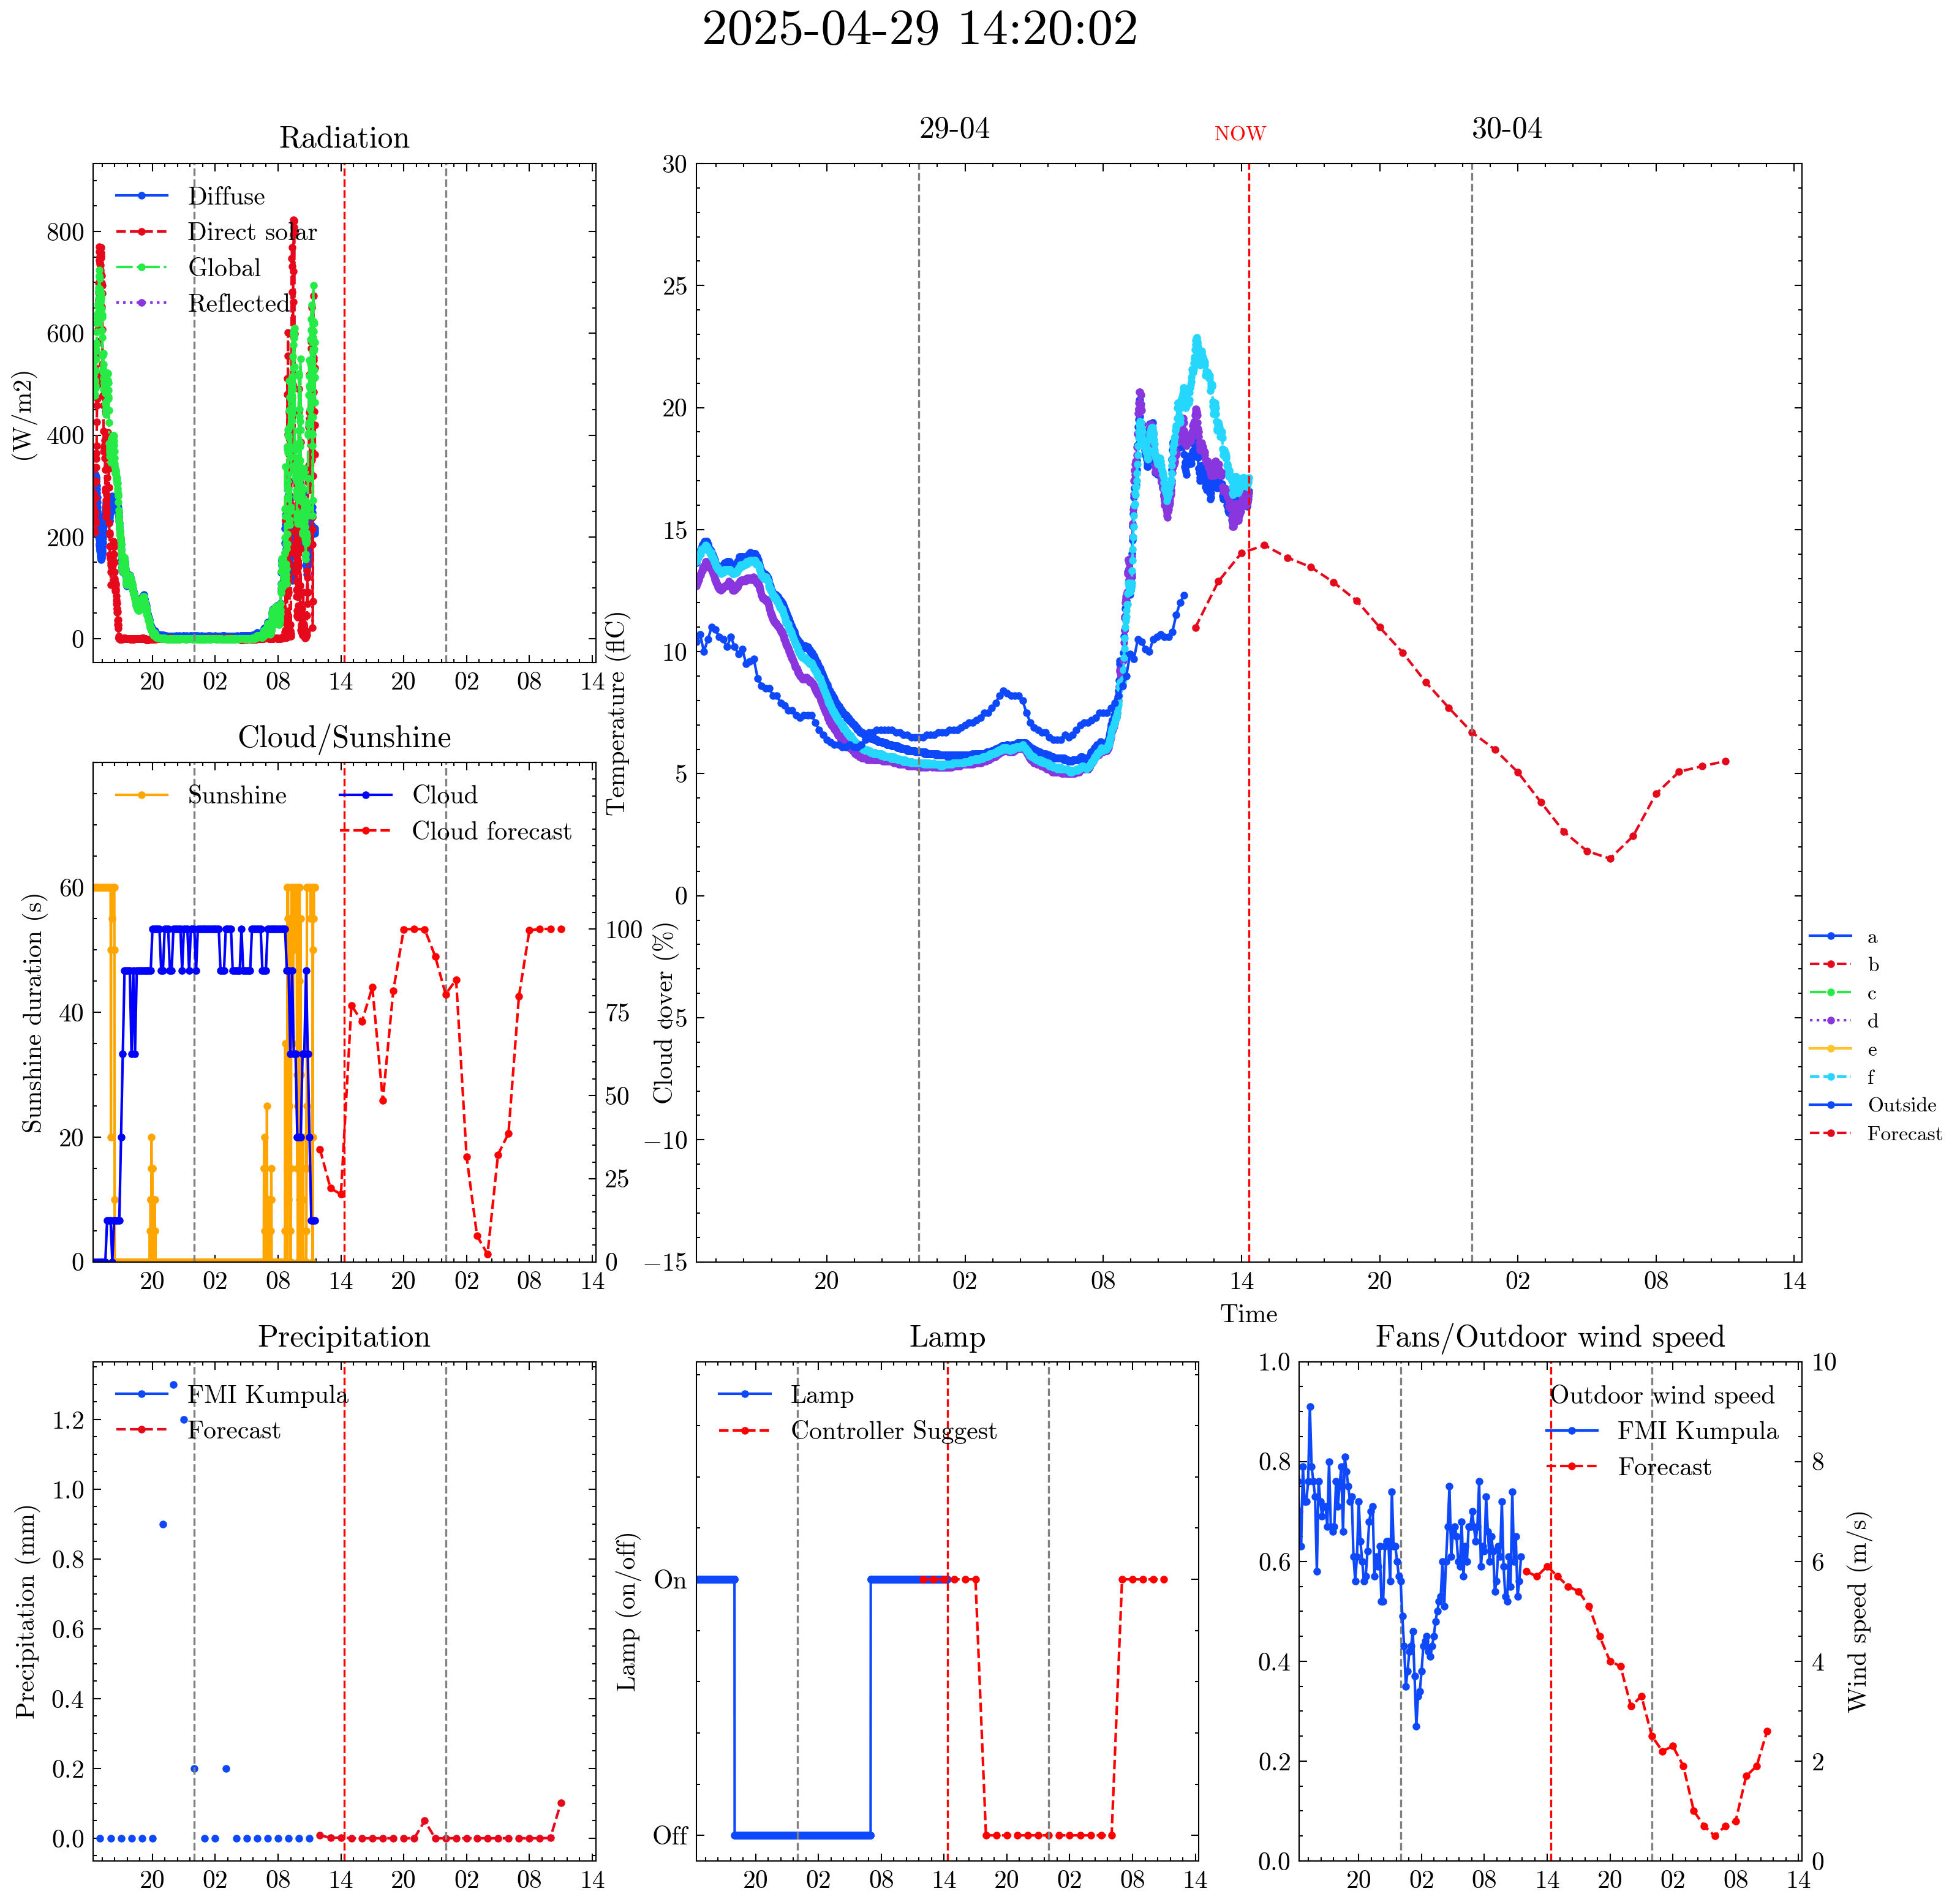 2025-04-29 14:20:02
Radiation
Diffuse
Direct solar
Global
Reflected
(W/m2)
800
600
400
200
0
20 02 08 14 20 02 08 14
29-04
NOW
30-04
Temperature (flC)
30
25
20
15
10
5
0
−5
−10
−15
20 02 08 14 20 02 08 14
Time
a
b
c
d
e
f
Outside
Forecast
Cloud/Sunshine
Sunshine
Cloud
Cloud forecast
Sunshine duration (s)
60
40
20
0
Cloud cover (%)
100
75
50
25
0
20 02 08 14 20 02 08 14
Precipitation
FMI Kumpula
Forecast
Precipitation (mm)
1.2
1.0
0.8
0.6
0.4
0.2
0.0
20 02 08 14 20 02 08 14
Lamp
Lamp
Controller Suggest
Lamp (on/off)
On
Off
20 02 08 14 20 02 08 14
Fans/Outdoor wind speed
Outdoor wind speed
FMI Kumpula
Forecast
1.0
0.8
0.6
0.4
0.2
0.0
Wind speed (m/s)
10
8
6
4
2
0
20 02 08 14 20 02 08 14